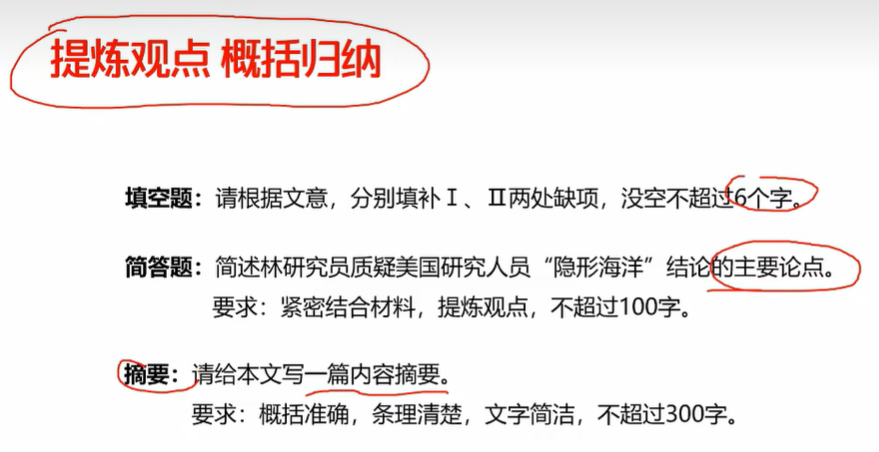 提炼观点 概括归纳
填空题：请根据文意，分别填补Ⅰ、Ⅱ两处缺项，没空不超过6个字。
简答题：简述林研究员质疑美国研究人员“隐形海洋”结论的主要论点。
要求：紧密结合材料，提炼观点，不超过100字。
摘要：请给本文写一篇内容摘要。
要求：概括准确，条理清楚，文字简洁，不超过300字。